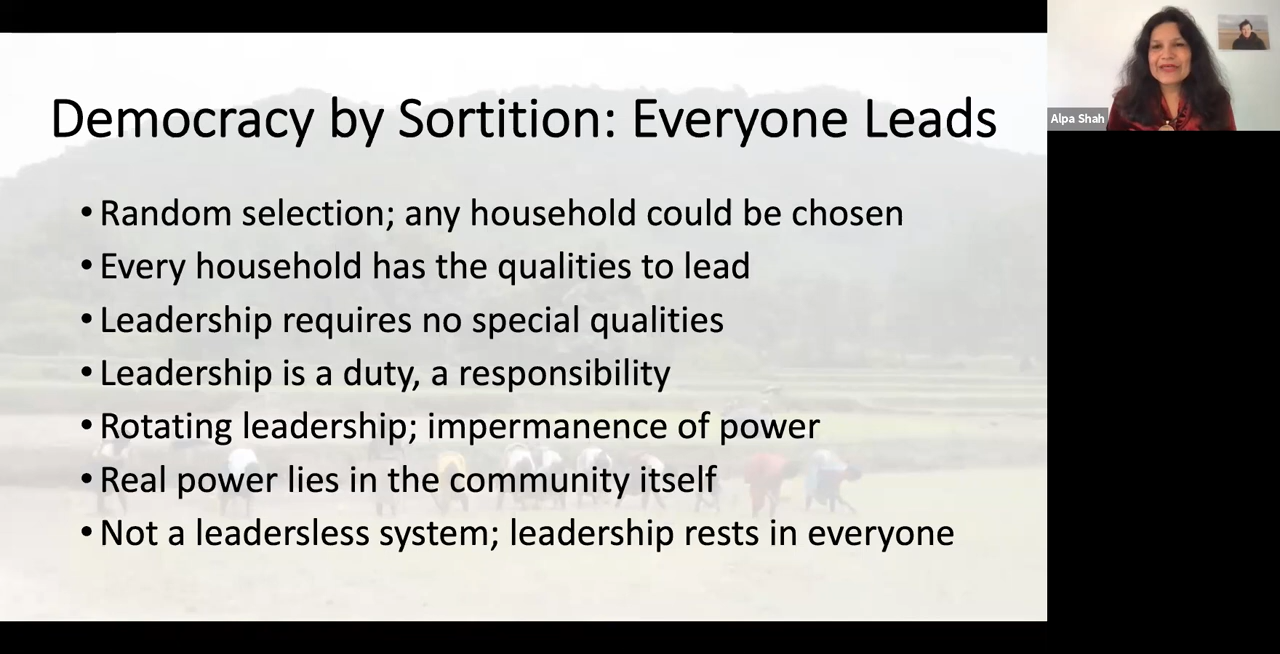 Democracy by Sortition: Everyone Leads
• Random selection; any household could be chosen
• Every household has the qualities to lead
• Leadership requires no special qualities
• Leadership is a duty, a responsibility
• Rotating leadership; impermanence of power
• Real power lies in the community itself
• Not a leadersless system; leadership rests in everyone
Alpa Shah